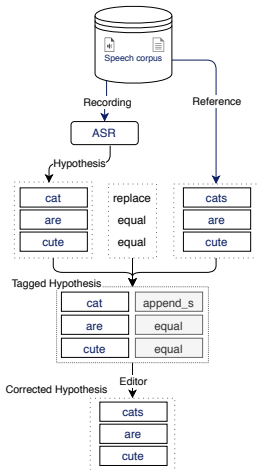 Speech corpus
Recording
Reference
ASR
Hypothesis
cat
are
cute
replace
equal
equal
cats
are
cute
Tagged Hypothesis
cat append_s
are equal
cute equal
Editor
Corrected Hypothesis
cats
are
cute